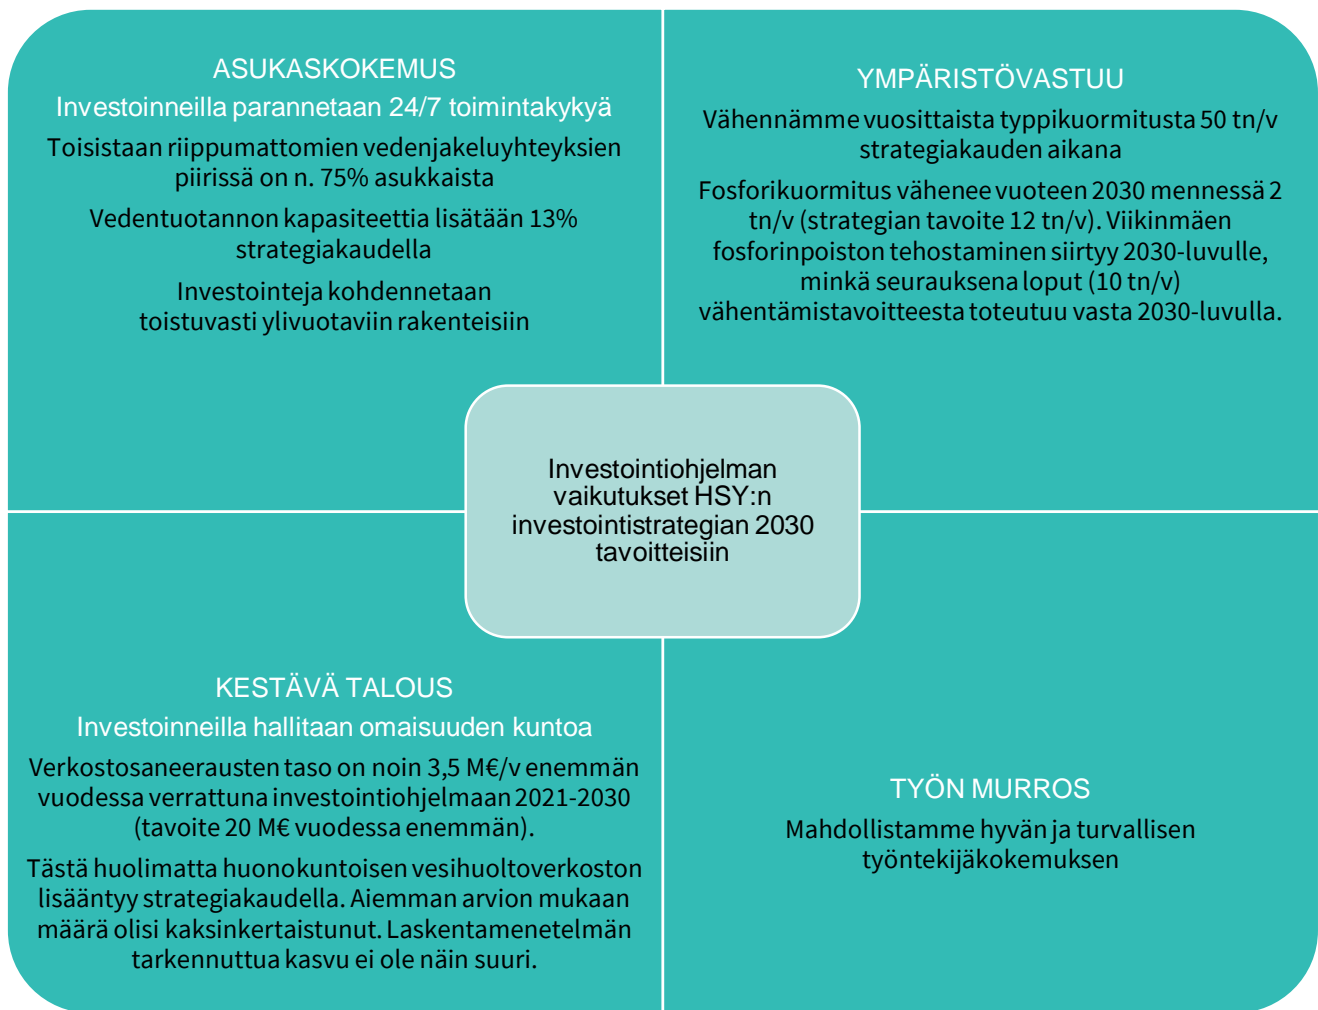 ASUKASKOKEMUS
Investoinneilla parannetaan 24/7 toimintakykyä
Toisistaan riippumattomien vedenjakeluyhteyksien
piirissä on n. 75% asukkaista
Vedentuotannon kapasiteettia lisätään 13%
strategiakaudella
Investointeja kohdennetaan
toistuvasti ylivuotaviin rakenteisiin
YMPÄRISTÖVASTUU
Vähennämme vuosittaista typpikuormitusta 50 tn/v
strategiakauden aikana
Fosforikuormitus vähenee vuoteen 2030 mennessä 2
tn/v (strategian tavoite 12 tn/v). Viikinmäen
fosforinpoiston tehostaminen siirtyy 2030-luvulle,
minkä seurauksena loput (10 tn/v)
vähentämistavoitteesta toteutuu vasta 2030-luvulla.
Investointiohjelman
vaikutukset HSY:n
investointistrategian 2030
tavoitteisiin
KESTÄVÄ TALOUS
Investoinneilla hallitaan omaisuuden kuntoa
Verkostosaneerausten taso on noin 3,5 M€/v enemmän
vuodessa verrattuna investointiohjelmaan 2021-2030
(tavoite 20 M€ vuodessa enemmän).
Tästä huolimatta huonokuntoisen vesihuoltoverkoston
lisääntyy strategiakaudella. Aiemman arvion mukaan
määrä olisi kaksinkertaistunut. Laskentamenetelmän
tarkennuttua kasvu ei ole näin suuri.
TYÖN MURROS
Mahdollistamme hyvän ja turvallisen
työntekijäkokemuksen